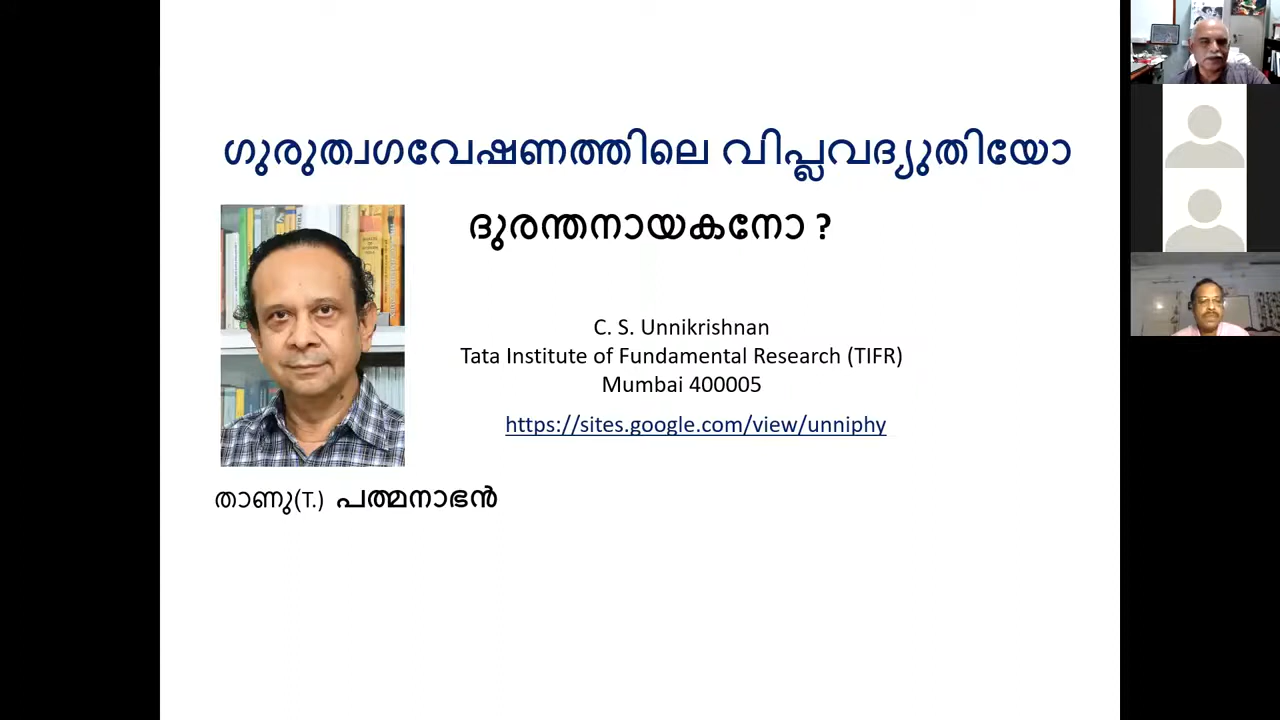 ഗുരുത്വഗവേഷണത്തിലെ വിപ്ലവദ്യുതിയോ
ദുരന്തനായകനോ ?
C. S. Unnikrishnan
Tata Institute of Fundamental Research (TIFR)
Mumbai 400005
https://sites.google.com/view/unniphy
താണു(T.) പത്മനാഭൻ